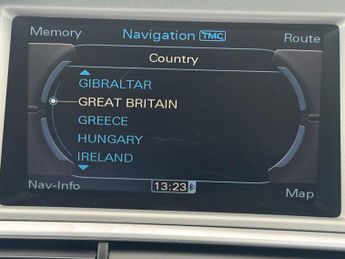 Memory Navigation TMC Route
Country
GIBRALTAR
GREAT BRITAIN
GREECE
HUNGARY
IRELAND
Nav-Info 13:23 Map